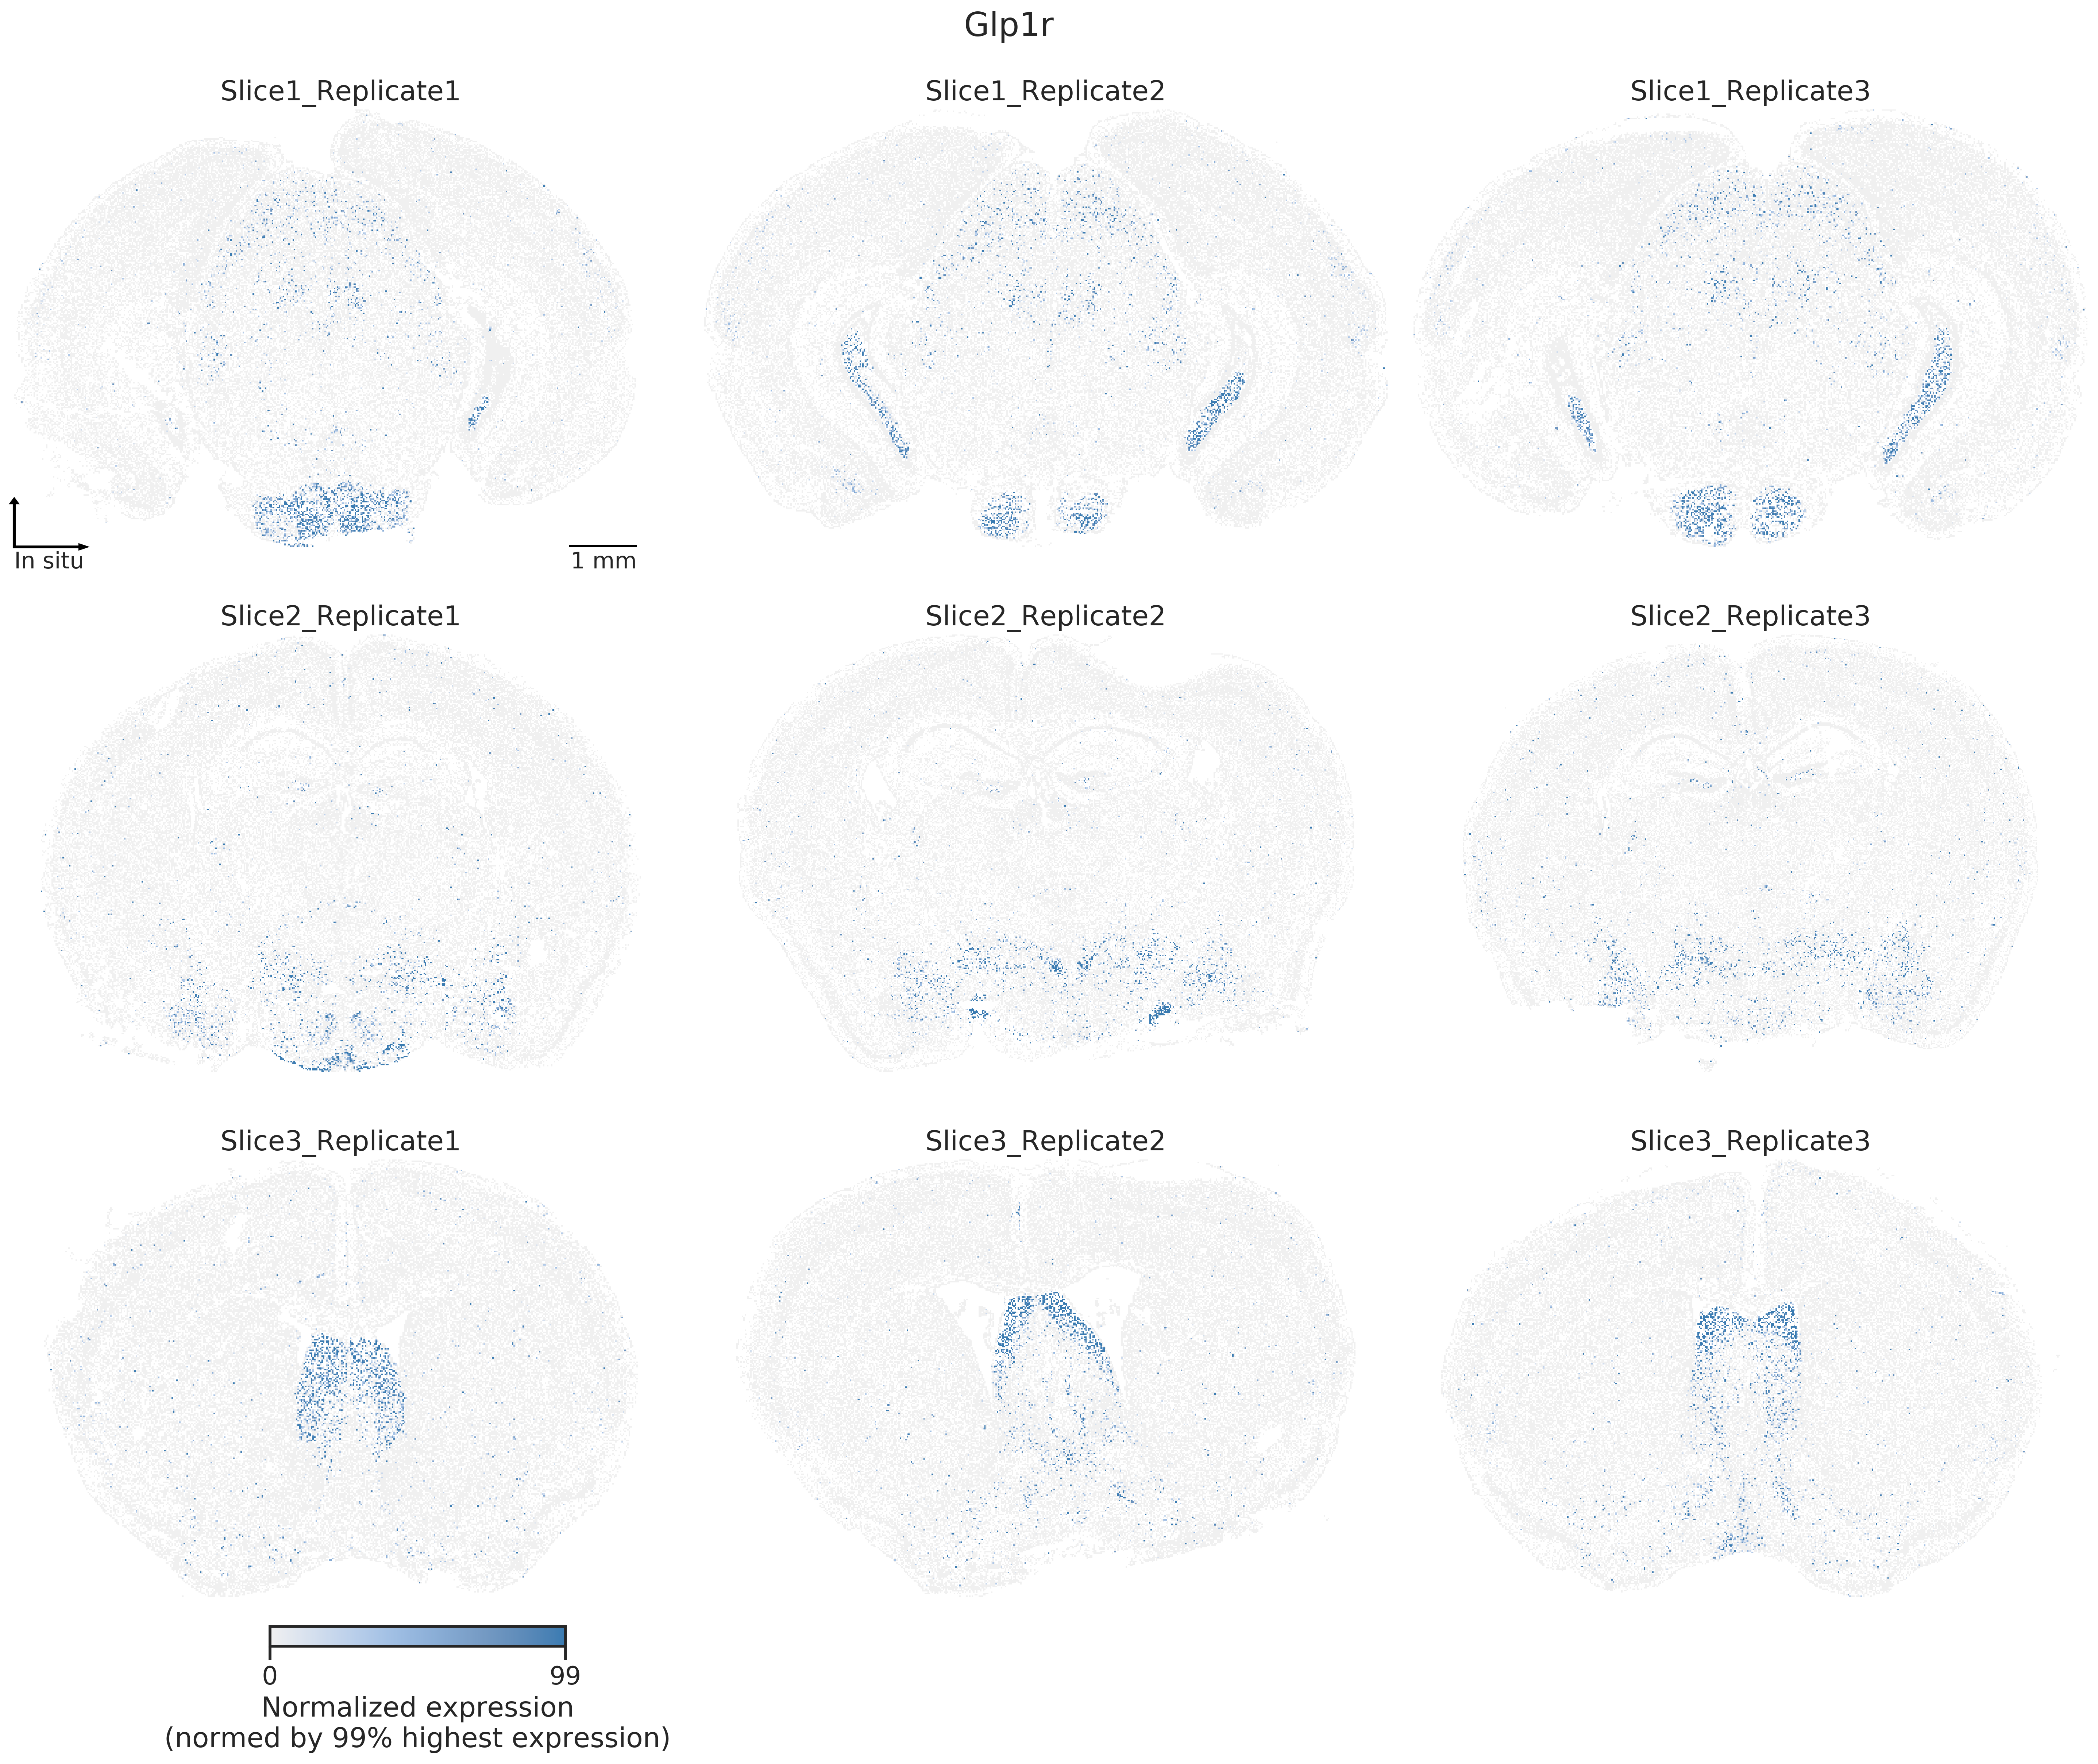 Glp1r
Slice1_Replicate1
Slice1_Replicate2
Slice1_Replicate3
In situ
1 mm
Slice2_Replicate1
Slice2_Replicate2
Slice2_Replicate3
Slice3_Replicate1
Slice3_Replicate2
Slice3_Replicate3
0
99
Normalized expression
(normed by 99% highest expression)